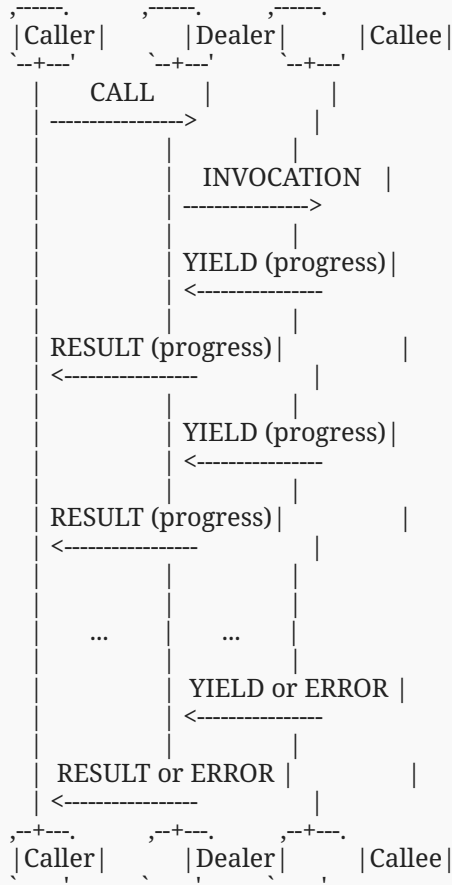 ,------.          ,------.          ,------.
|Caller|          |Dealer|          |Callee|
`--+---'          `--+---'          `--+---'
   |       CALL       |                  |
   | ----------------->                  |
   |                  |                  |
   |                  |    INVOCATION   |
   |                  | ---------------->
   |                  |                  |
   |                  | YIELD (progress)|
   |                  | <----------------
   |                  |                  |
   | RESULT (progress)|                  |
   | <-----------------                  |
   |                  |                  |
   |                  | YIELD (progress)|
   |                  | <----------------
   |                  |                  |
   | RESULT (progress)|                  |
   | <-----------------                  |
   |                  |                  |
   |                  |                  |
   |       ...        |       ...       |
   |                  |                  |
   |                  |  YIELD or ERROR |
   |                  | <----------------
   |                  |                  |
   |  RESULT or ERROR |                  |
   | <-----------------                  |
,--+---.          ,--+---.          ,--+---.
|Caller|          |Dealer|          |Callee|